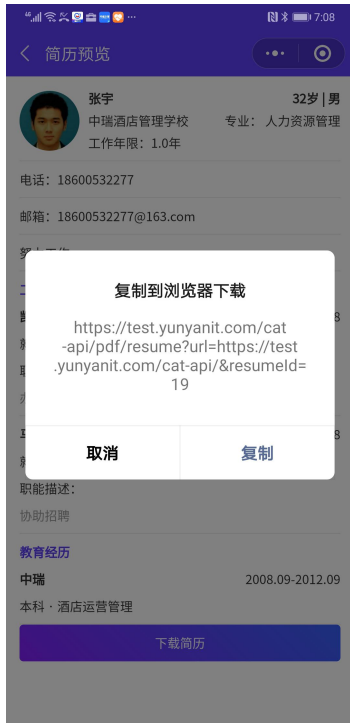 46
7:08
简历预览
张宇
32岁 | 男
中瑞酒店管理学校
专业： 人力资源管理
工作年限：1.0年
电话：18600532277
邮箱：18600532277@163.com
复制到浏览器下载
https://test.yunyanit.com/cat
-api/pdf/resume?url=https://test
.yunyanit.com/cat-api/&resumeId=
19
取消
复制
职能描述：
协助招聘
教育经历
中瑞
2008.09-2012.09
本科 · 酒店运营管理
下载简历